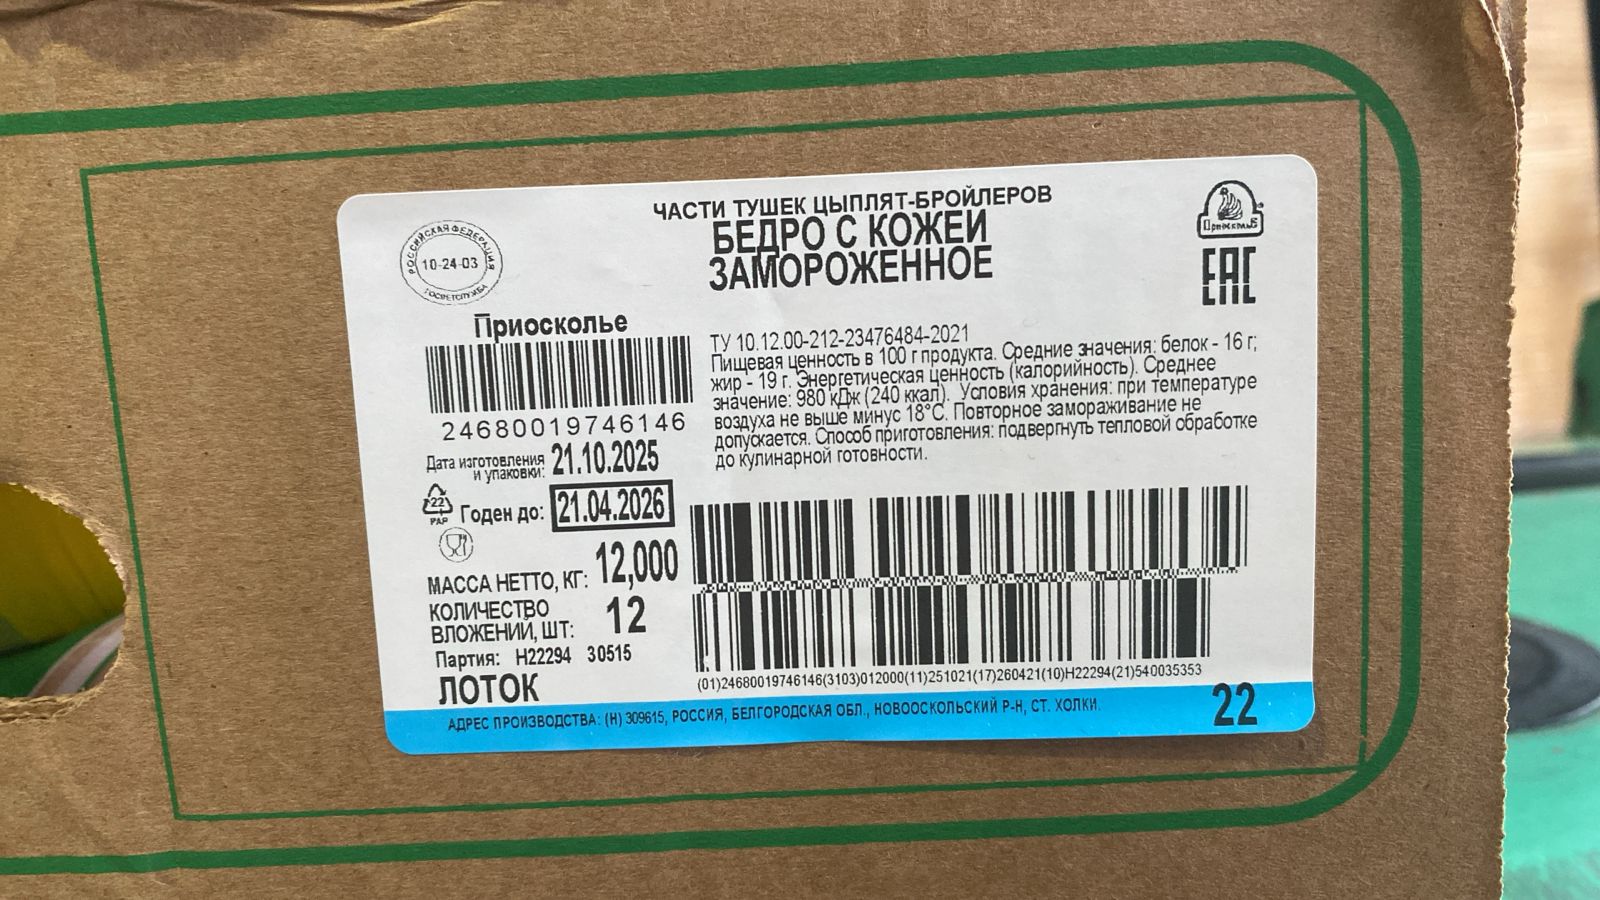 ЧАСТИ ТУШЕК ЦЫПЛЯТ-БРОЙЛЕРОВ
БЕДРО С КОЖЕЙ
ЗАМОРОЖЕННОЕ
РОССИЙСКАЯ ФЕДЕРАЦИЯ
10-24-03
ГОСВЕТСЛУЖБА
Приосколье
EAC
Приосколье
24680019746146
Дата изготовления
и упаковки: 21.10.2025
22
PAP
Годен до: 21.04.2026
МАССА НЕТТО, КГ: 12,000
КОЛИЧЕСТВО
ВЛОЖЕНИЙ, ШТ: 12
Партия: Н22294 30515
ЛОТОК
ТУ 10.12.00-212-23476484-2021
Пищевая ценность в 100 г продукта. Средние значения: белок - 16 г;
жир - 19 г. Энергетическая ценность (калорийность). Среднее
значение: 980 кДж (240 ккал). Условия хранения: при температуре
воздуха не выше минус 18°С. Повторное замораживание не
допускается. Способ приготовления: подвергнуть тепловой обработке
до кулинарной готовности.
(01)24680019746146(3103)012000(11)251021(17)260421(10)H22294(21)540035353
АДРЕС ПРОИЗВОДСТВА: (Н) 309615, РОССИЯ, БЕЛГОРОДСКАЯ ОБЛ., НОВООСКОЛЬСКИЙ Р-Н, СТ. ХОЛКИ.
22